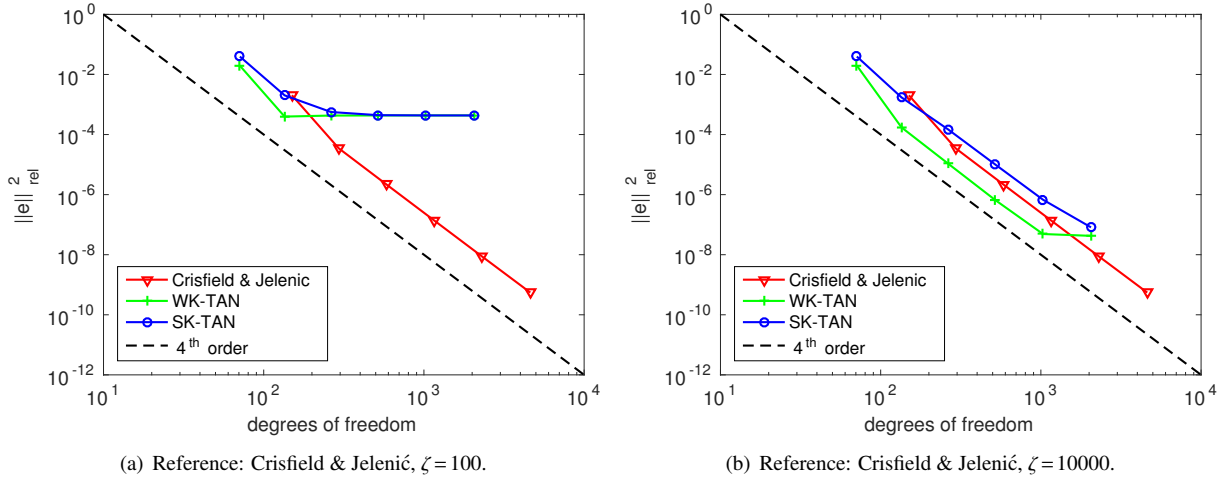 10^0
10^-2
10^-4
10^-6
10^-8
10^-10
10^-12
||e||^2_rel
Crisfield & Jelenic
WK-TAN
SK-TAN
4^th order
10^1
10^2
10^3
10^4
degrees of freedom
(a) Reference: Crisfield & Jelenić, ζ = 100.
10^0
10^-2
10^-4
10^-6
10^-8
10^-10
10^-12
||e||^2_rel
Crisfield & Jelenic
WK-TAN
SK-TAN
4^th order
10^1
10^2
10^3
10^4
degrees of freedom
(b) Reference: Crisfield & Jelenić, ζ = 10000.